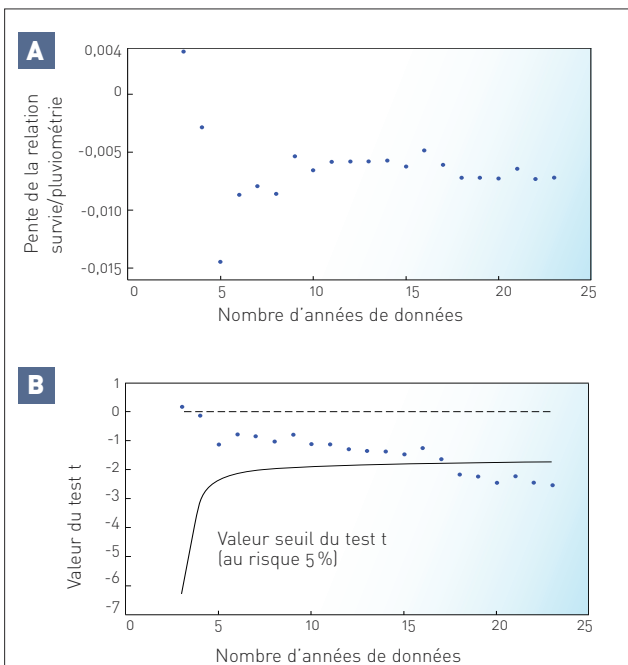 A
Pente de la relation
survie/pluviométrie
0,004
0
-0,005
-0,010
-0,015
0
5
10
15
20
25
Nombre d'années de données
B
Valeur du test t
1
0
-1
-2
-3
-4
-5
-6
-7
Valeur seuil du test t
(au risque 5 %)
0
5
10
15
20
25
Nombre d'années de données